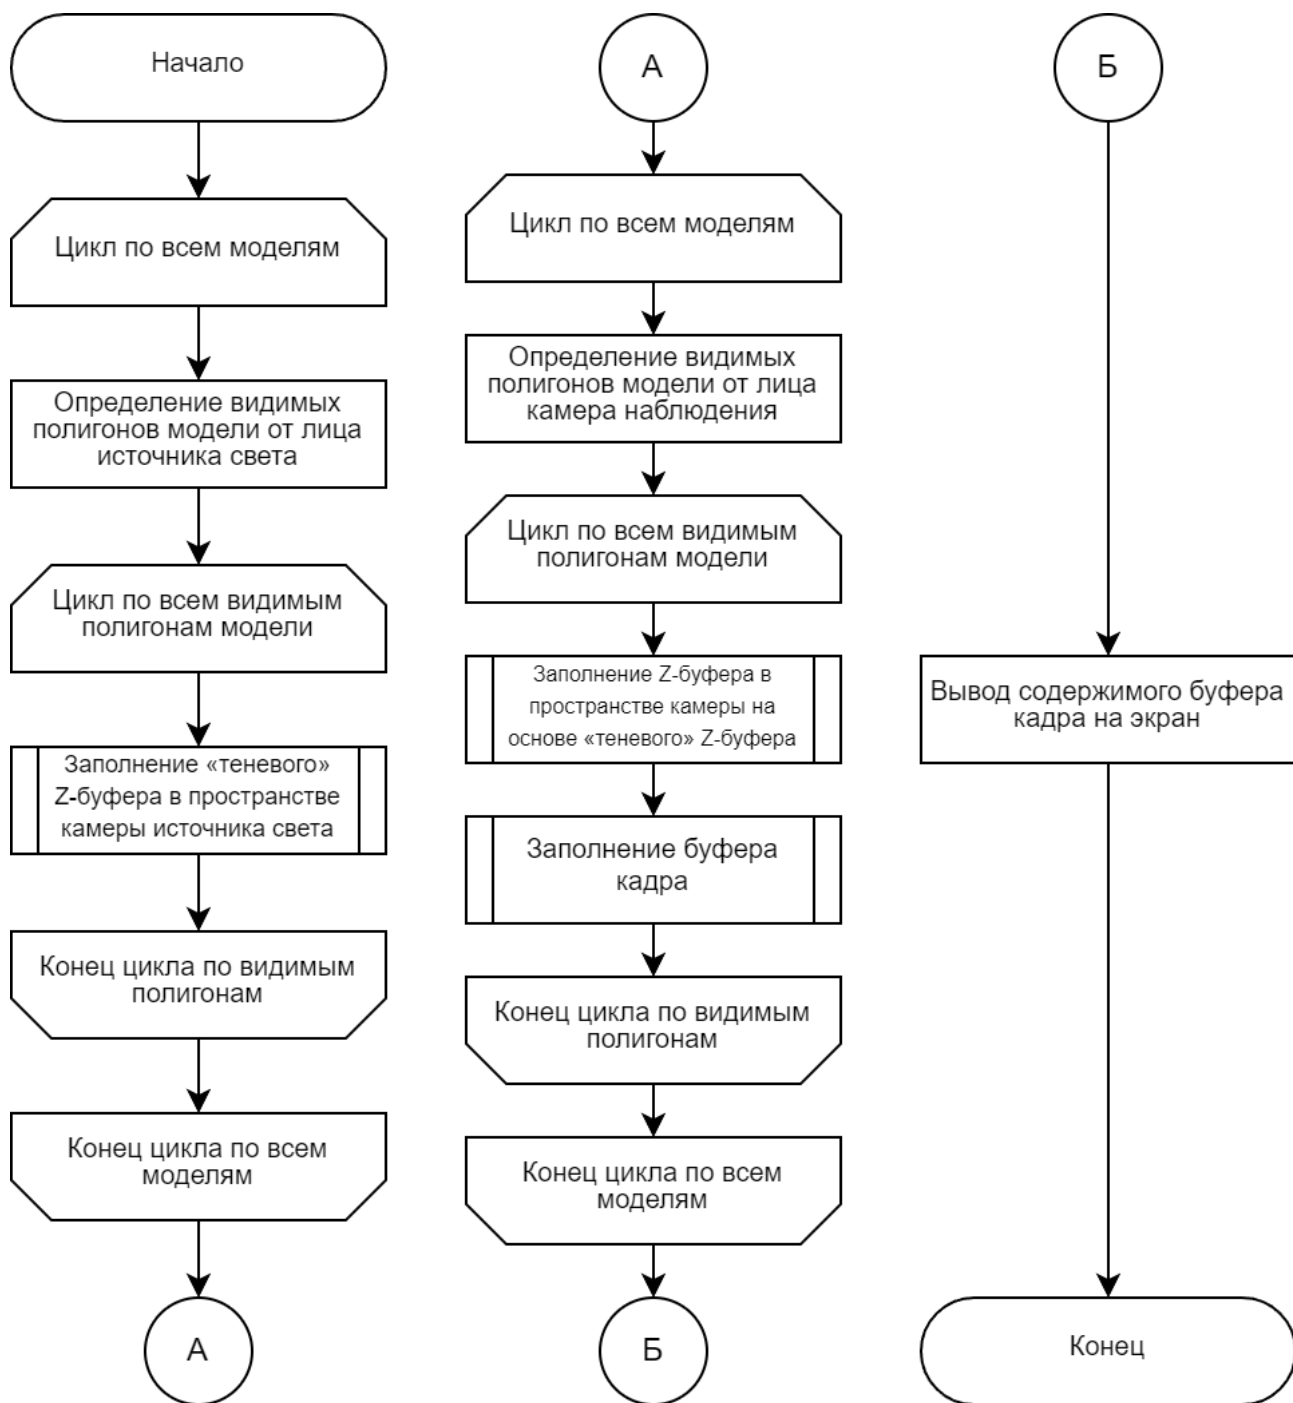 Начало
Цикл по всем моделям
Определение видимых
полигонов модели от лица
источника света
Цикл по всем видимым
полигонам модели
Заполнение «теневого»
Z-буфера в пространстве
камеры источника света
Конец цикла по видимым
полигонам
Конец цикла по всем
моделям
А
А
Цикл по всем моделям
Определение видимых
полигонов модели от лица
камера наблюдения
Цикл по всем видимым
полигонам модели
Заполнение Z-буфера в
пространстве камеры на
основе «теневого» Z-буфера
Заполнение буфера
кадра
Конец цикла по видимым
полигонам
Конец цикла по всем
моделям
Б
Б
Вывод содержимого буфера
кадра на экран
Конец